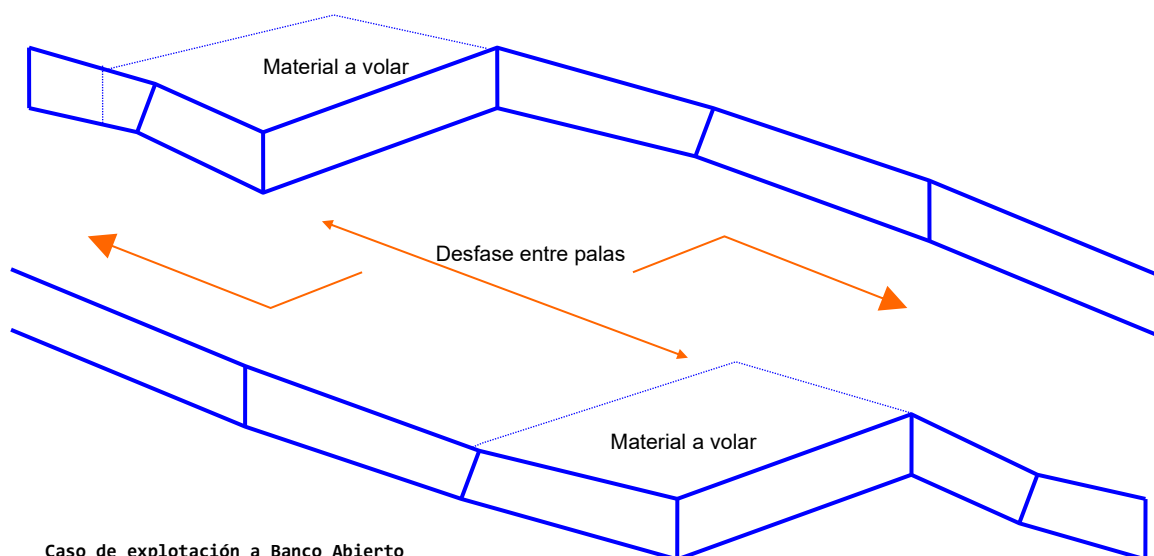 Material a volar
Desfase entre palas
Material a volar
Caso de explotación a Banco Abierto